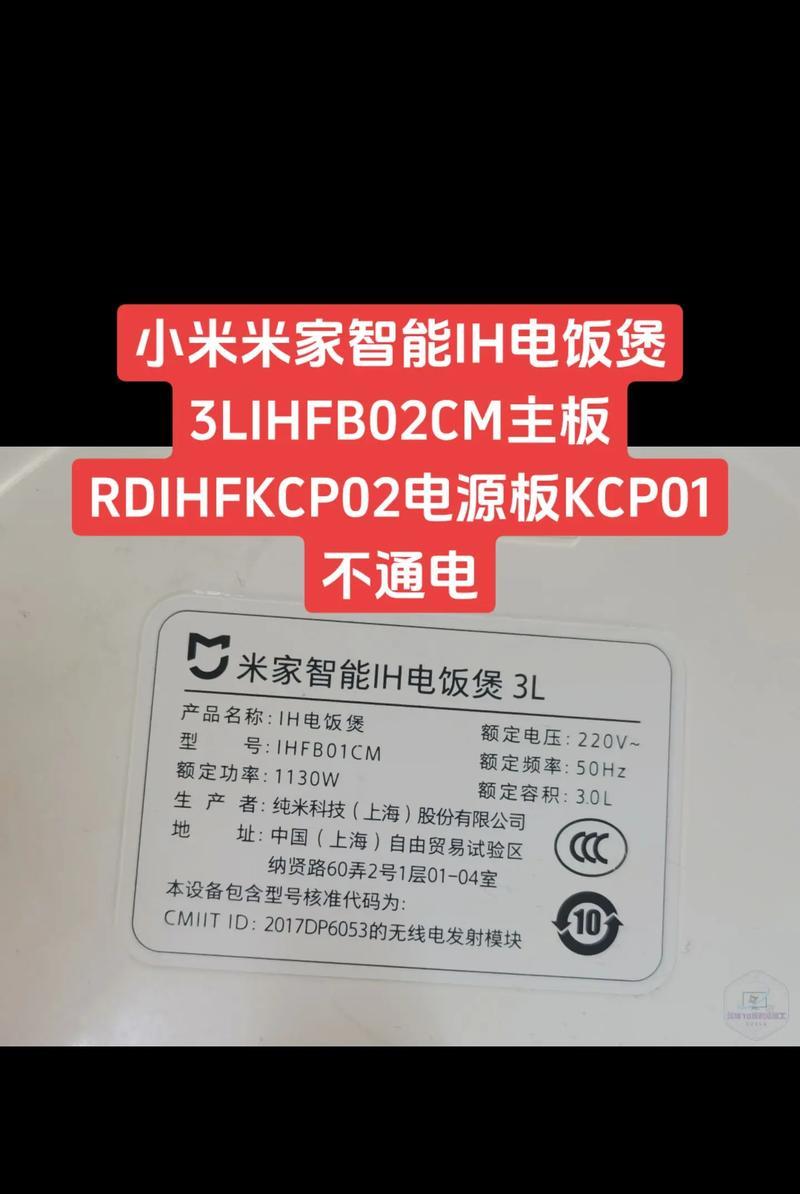 小米米家智能IH电饭煲
3LIHFB02CM主板
RDIHFKCP02电源板KCP01
不通电
米家智能IH电饭煲 3L
产品名称: IH电饭煲
额定电压: 220V~
型 号: IHFB01CM
额定频率: 50Hz
额定功率: 1130W
额定容积: 3.0L
生 产 者: 纯米科技(上海)股份有限公司
地 址: 中国(上海)自由贸易试验区
纳贤路60弄2号1层01-04室
本设备包含型号核准代码为:
CMIIT ID: 2017DP6053的无线电发射模块
CCC
10